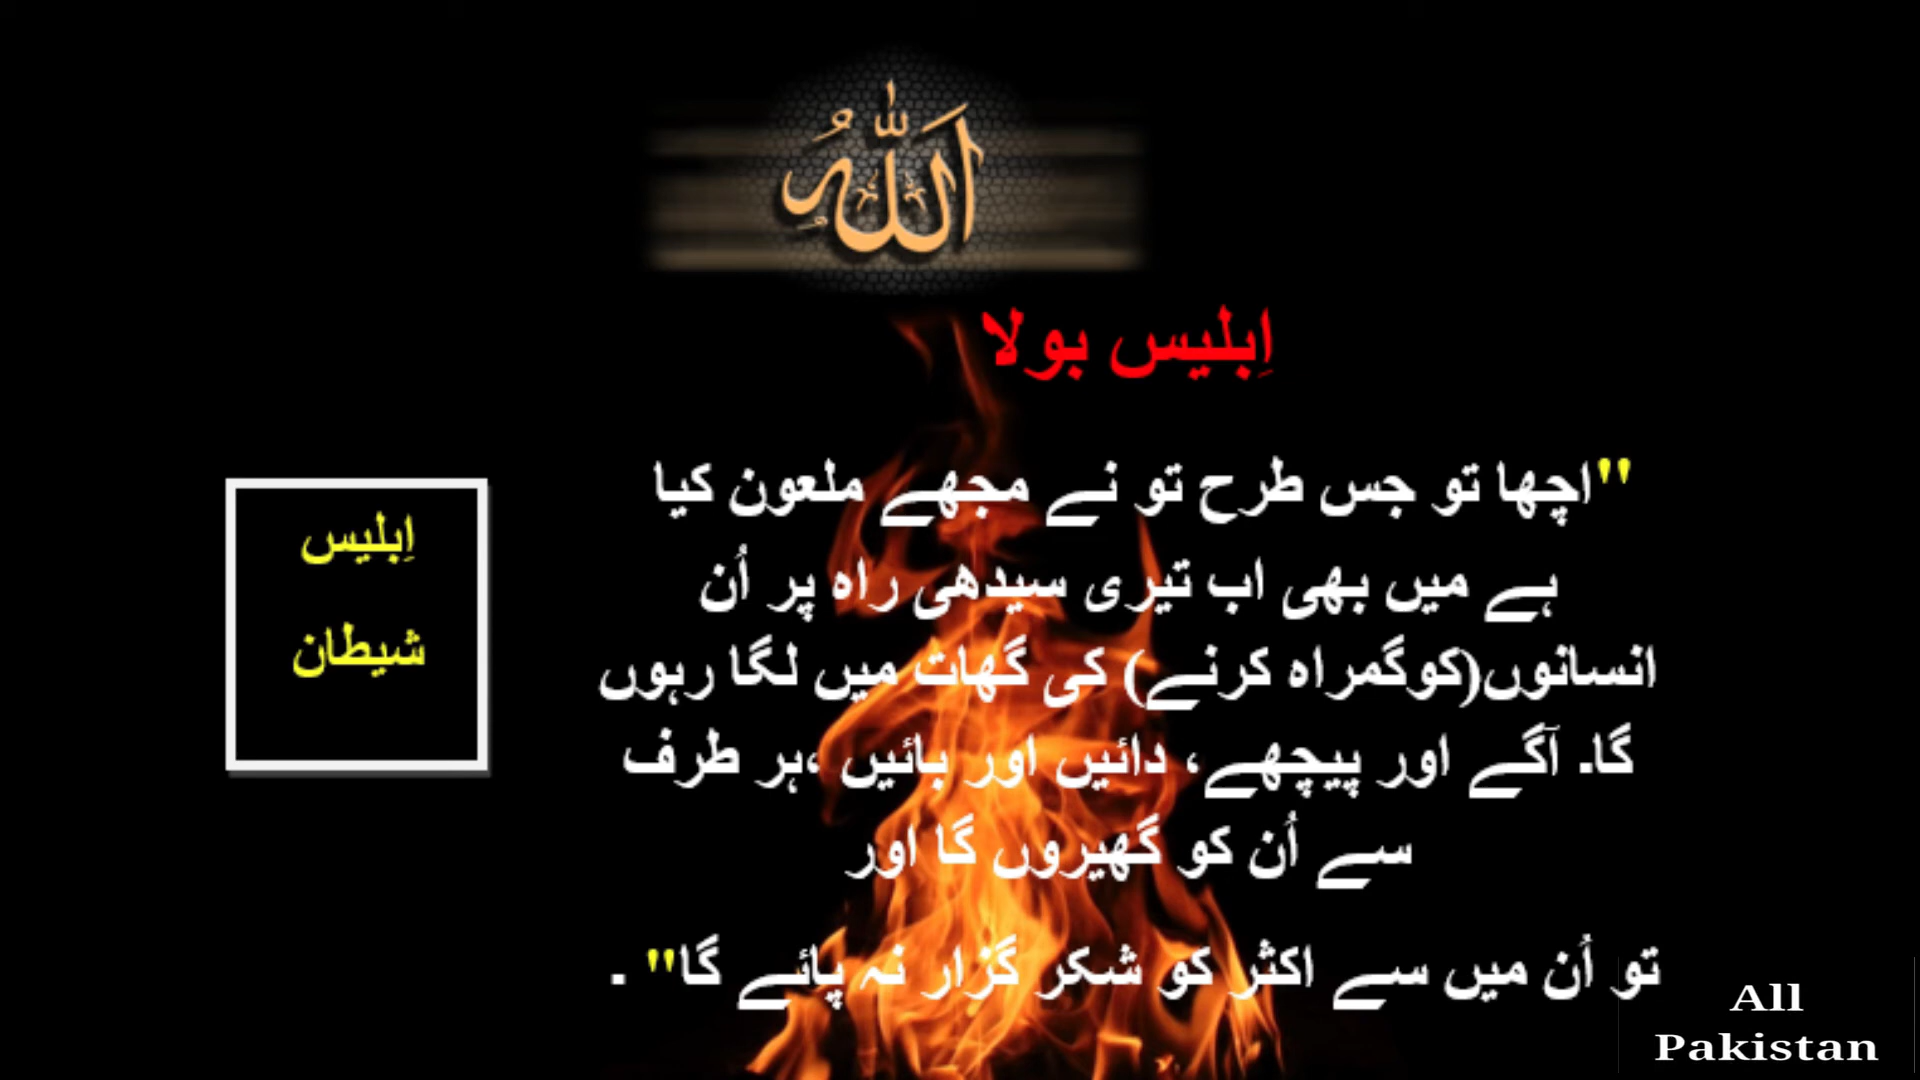 اَللّٰهُ
اِبلیس بولا
"اچھا تو جس طرح تو نے مجھے ملعون کیا
ہے میں بھی اب تیری سیدھی راہ پر اُن
انسانوں(کوگمراہ کرنے) کی گھات میں لگا رہوں
گا۔ آگے اور پیچھے، دائیں اور بائیں ،ہر طرف
سے اُن کو گھیروں گا اور
تو اُن میں سے اکثر کو شکر گزار نہ پائے گا" .
اِبلیس
شیطان
All
Pakistan